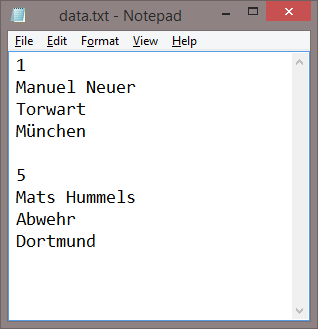 data.txt - Notepad
File Edit Format View Help
1
Manuel Neuer
Torwart
München

5
Mats Hummels
Abwehr
Dortmund